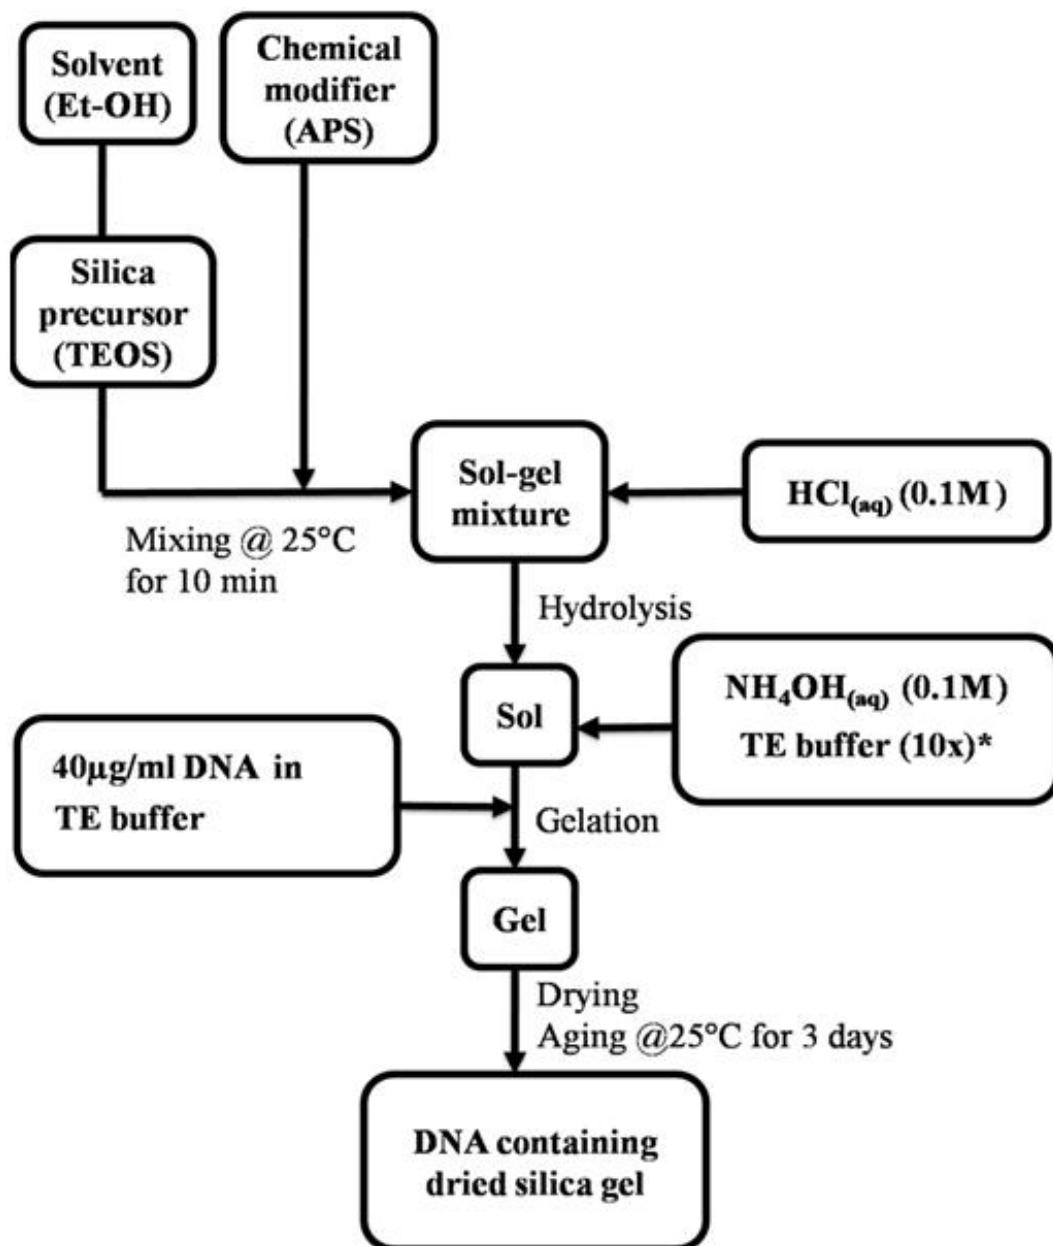 Solvent
(Et-OH)
Chemical
modifier
(APS)
Silica
precursor
(TEOS)
Sol-gel
mixture
HCl(aq) (0.1M)
Mixing @ 25°C
for 10 min
Hydrolysis
NH₄OH(aq) (0.1M)
TE buffer (10x)*
Sol
40µg/ml DNA in
TE buffer
Gelation
Gel
Drying
Aging @25°C for 3 days
DNA containing
dried silica gel